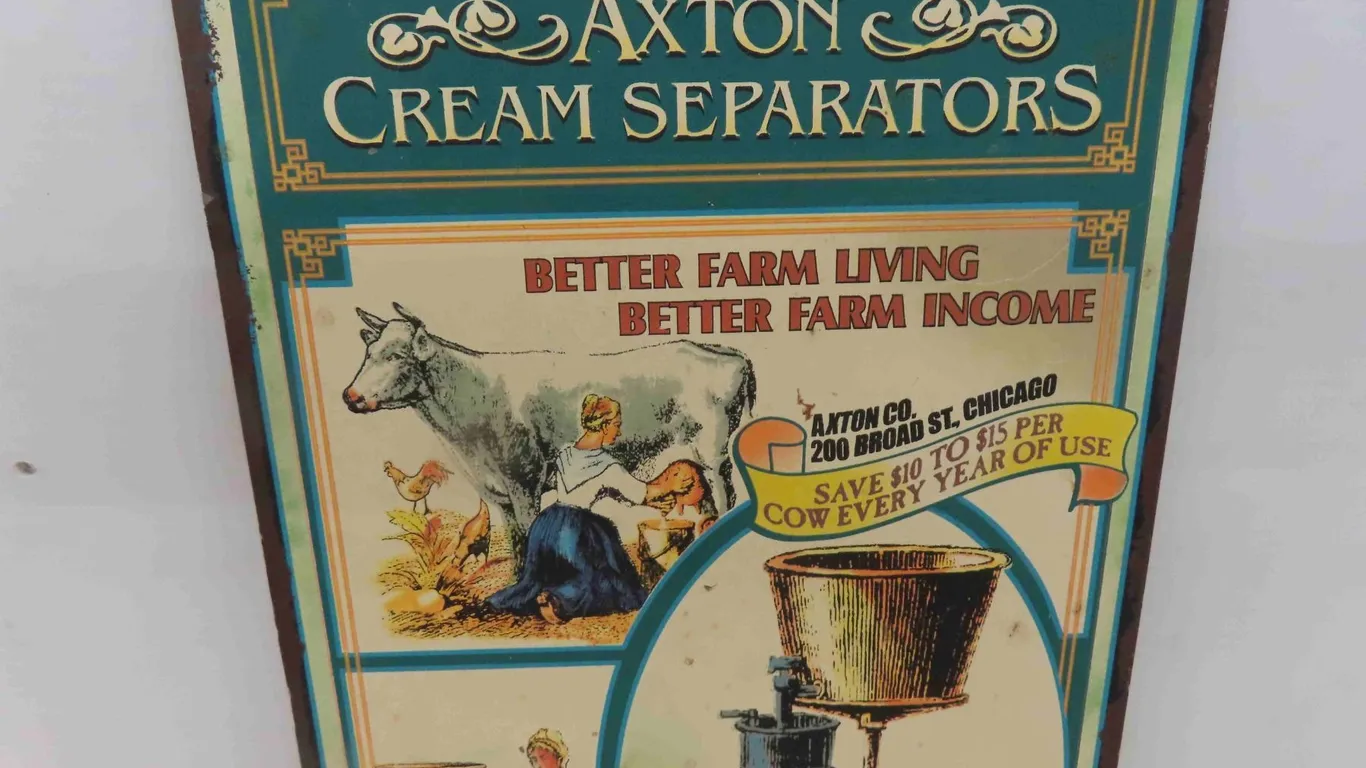 AXTON
CREAM SEPARATORS
BETTER FARM LIVING
BETTER FARM INCOME
AXTON CO.
200 BROAD ST., CHICAGO
SAVE $10 TO $15 PER
COW EVERY YEAR OF USE